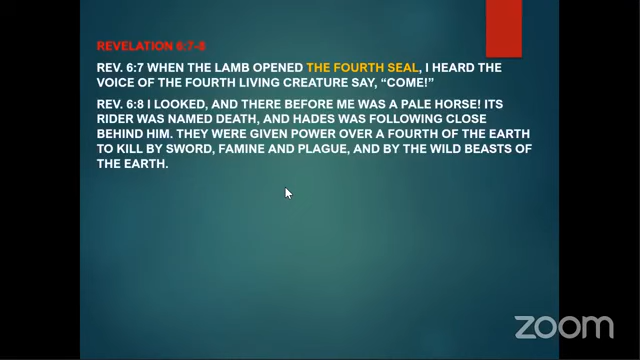 REVELATION 6:7-8
REV. 6:7 WHEN THE LAMB OPENED THE FOURTH SEAL, I HEARD THE
VOICE OF THE FOURTH LIVING CREATURE SAY, “COME!”
REV. 6:8 I LOOKED, AND THERE BEFORE ME WAS A PALE HORSE! ITS
RIDER WAS NAMED DEATH, AND HADES WAS FOLLOWING CLOSE
BEHIND HIM. THEY WERE GIVEN POWER OVER A FOURTH OF THE EARTH
TO KILL BY SWORD, FAMINE AND PLAGUE, AND BY THE WILD BEASTS OF
THE EARTH.
zoom